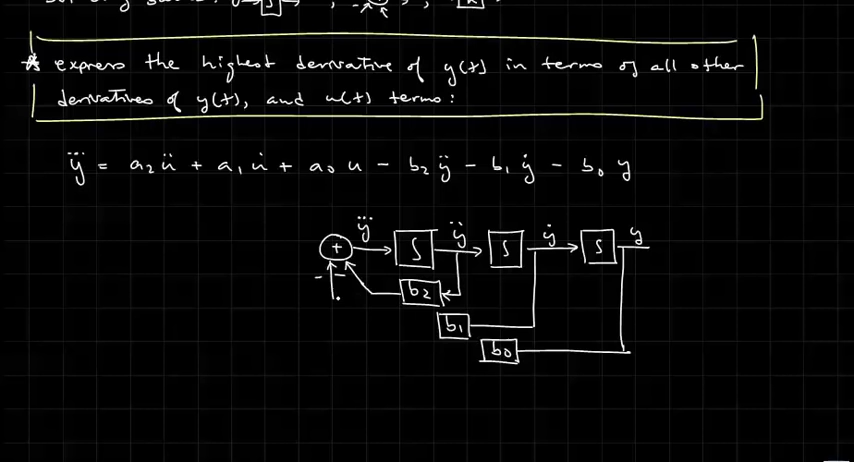 * express the highest derivative of y(t) in terms of all other
derivatives of y(t), and u(t) terms:
y⃛ = a₂ü + a₁u̇ + a₀u − b₂ÿ − b₁ẏ − b₀y
+ y⃛ ∫ ÿ ∫ ẏ ∫ y
− − b₂
b₁
b₀